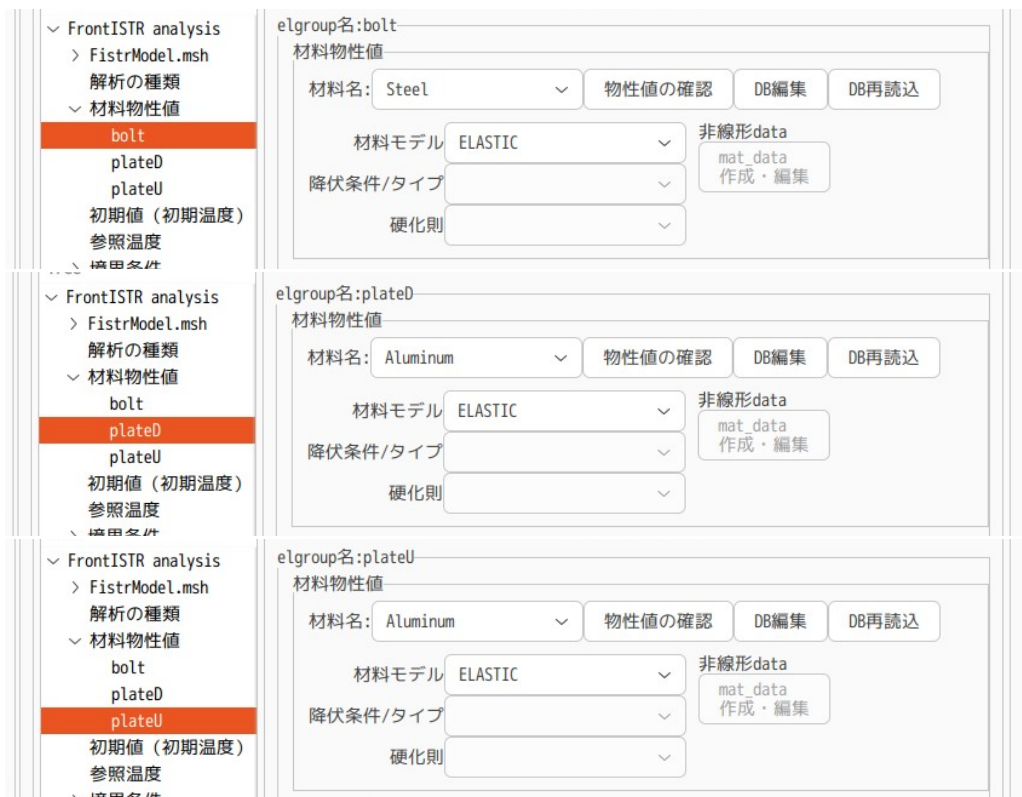 FrontISTR analysis
FistrModel.msh
解析の種類
材料物性値
bolt
plateD
plateU
初期値（初期温度）
参照温度
境界条件
elgroup名:bolt
材料物性値
材料名: Steel 物性値の確認 DB編集 DB再読込
材料モデル ELASTIC
降伏条件/タイプ
硬化則
非線形data
mat_data
作成・編集
FrontISTR analysis
FistrModel.msh
解析の種類
材料物性値
bolt
plateD
plateU
初期値（初期温度）
参照温度
境界条件
elgroup名:plateD
材料物性値
材料名: Aluminum 物性値の確認 DB編集 DB再読込
材料モデル ELASTIC
降伏条件/タイプ
硬化則
非線形data
mat_data
作成・編集
FrontISTR analysis
FistrModel.msh
解析の種類
材料物性値
bolt
plateD
plateU
初期値（初期温度）
参照温度
elgroup名:plateU
材料物性値
材料名: Aluminum 物性値の確認 DB編集 DB再読込
材料モデル ELASTIC
降伏条件/タイプ
硬化則
非線形data
mat_data
作成・編集